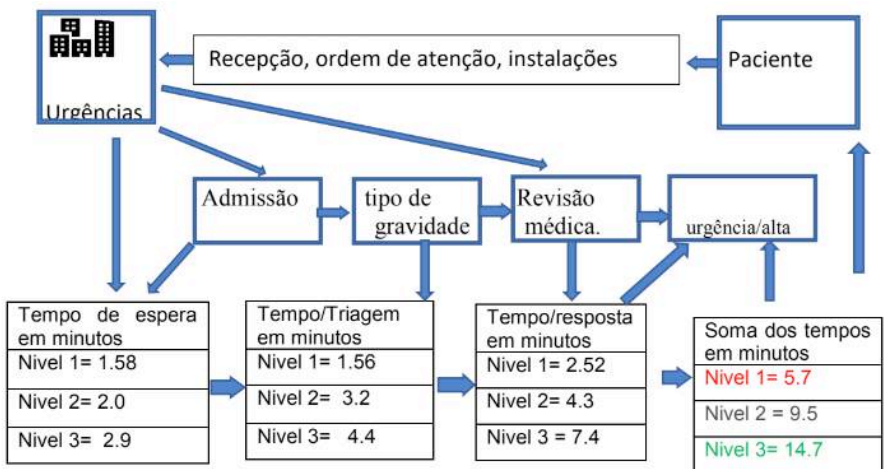 Recepção, ordem de atenção, instalações
Paciente
Urgências
Admissão
tipo de
gravidade
Revisão
médica.
urgência/alta
Tempo de espera
em minutos
Nivel 1= 1.58
Nivel 2= 2.0
Nivel 3= 2.9
Tempo/Triagem
em minutos
Nivel 1= 1.56
Nivel 2= 3.2
Nivel 3= 4.4
Tempo/resposta
em minutos
Nivel 1= 2.52
Nivel 2= 4.3
Nivel 3 = 7.4
Soma dos tempos
em minutos
Nivel 1= 5.7
Nivel 2 = 9.5
Nivel 3= 14.7